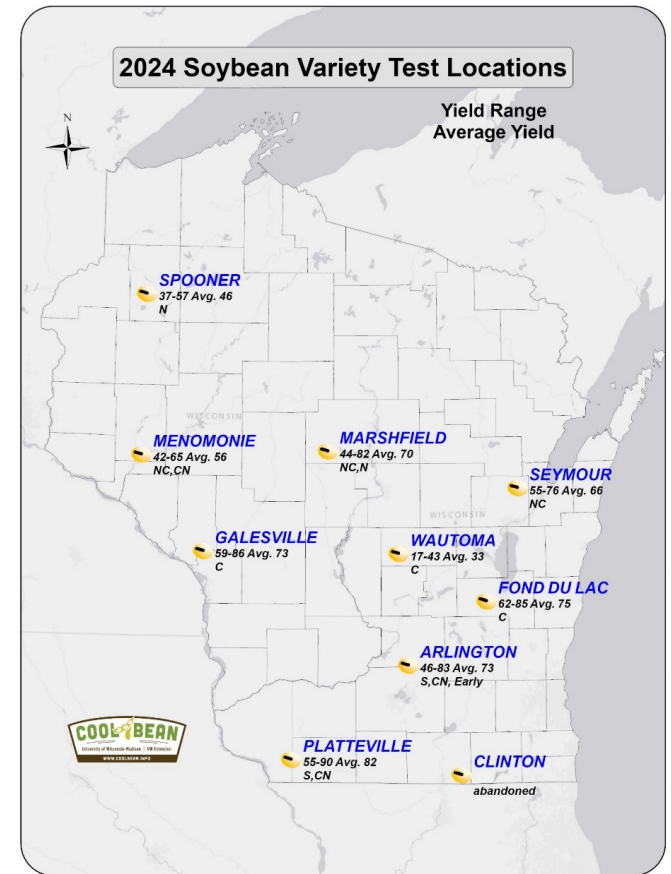 2024 Soybean Variety Test Locations
Yield Range
Average Yield
N
SPOONER
37-57 Avg. 46
N
WISCONSIN
MENOMONIE
42-65 Avg. 56
NC,CN
MARSHFIELD
44-82 Avg. 70
NC,N
SEYMOUR
55-76 Avg. 66
NC
WISCONSIN
GALESVILLE
59-86 Avg. 73
C
WAUTOMA
17-43 Avg. 33
C
FOND DU LAC
62-85 Avg. 75
C
ARLINGTON
46-83 Avg. 73
S,CN, Early
COOL BEAN
University of Wisconsin-Madison | UW Extension
WWW.COOLBEAN.INFO
PLATTEVILLE
55-90 Avg. 82
S,CN
CLINTON
abandoned